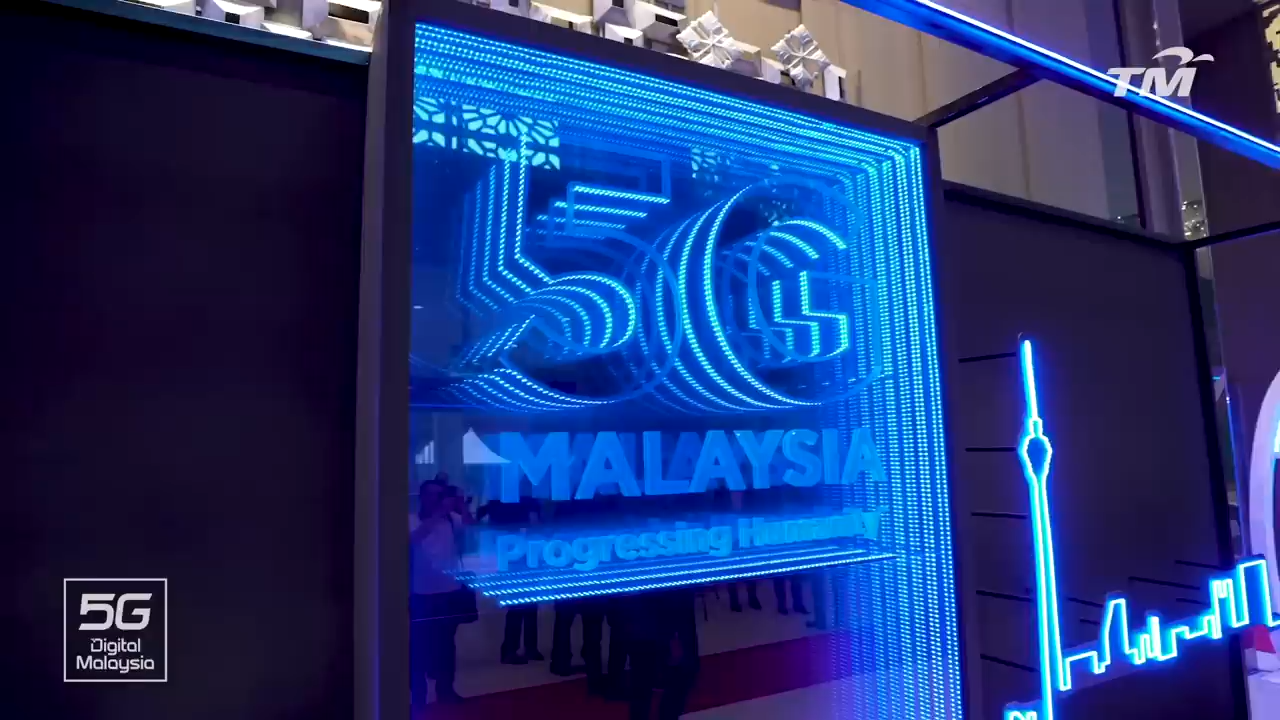 TM
5G
MALAYSIA
Progressing Humanity
5G
Digital
Malaysia